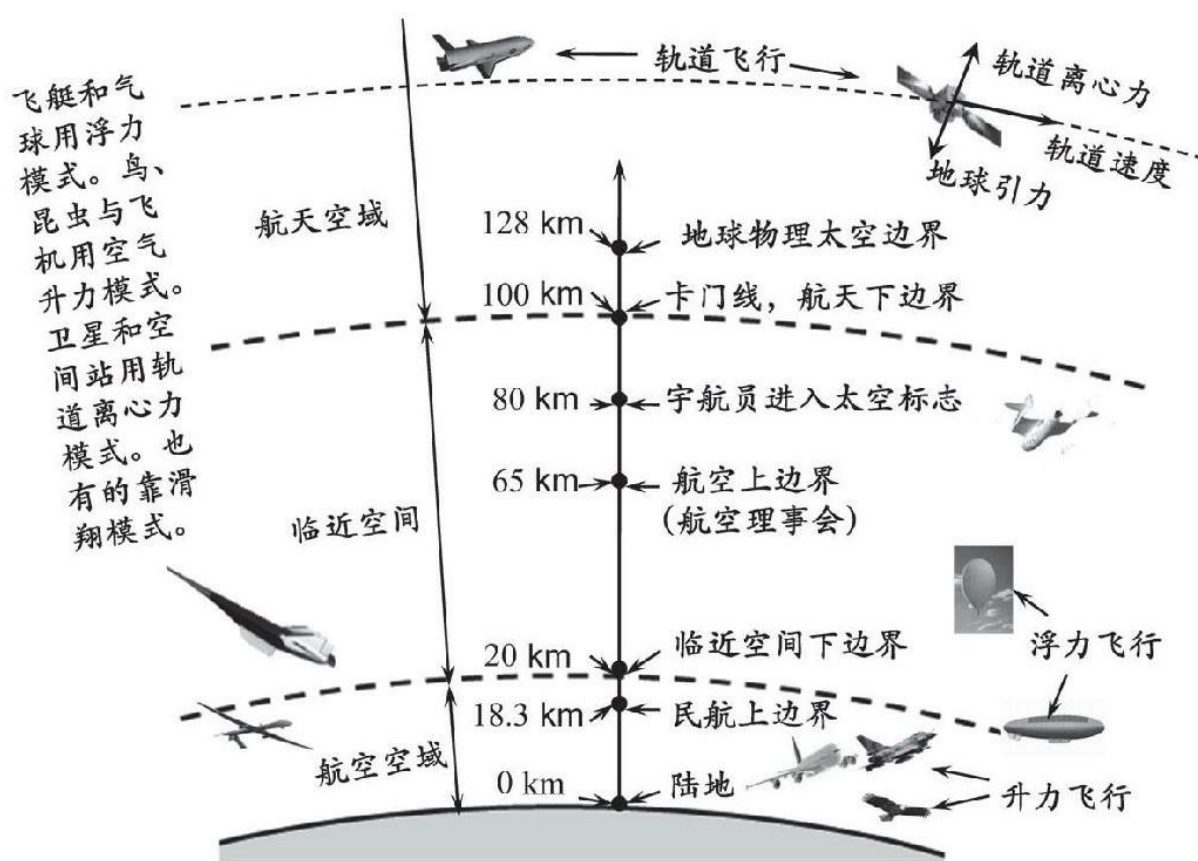 轨道飞行
轨道离心力
轨道速度
地球引力
飞艇和气
球用浮力
模式。鸟、
昆虫与飞
机用空气
升力模式。
卫星和空
间站用轨
道离心力
模式。也
有的靠滑
翔模式。
航天空域
128 km
地球物理太空边界
100 km
卡门线，航天下边界
80 km
宇航员进入太空标志
65 km
航空上边界
(航空理事会)
临近空间
浮力飞行
20 km
临近空间下边界
18.3 km
民航上边界
航空空域
0 km
陆地
升力飞行